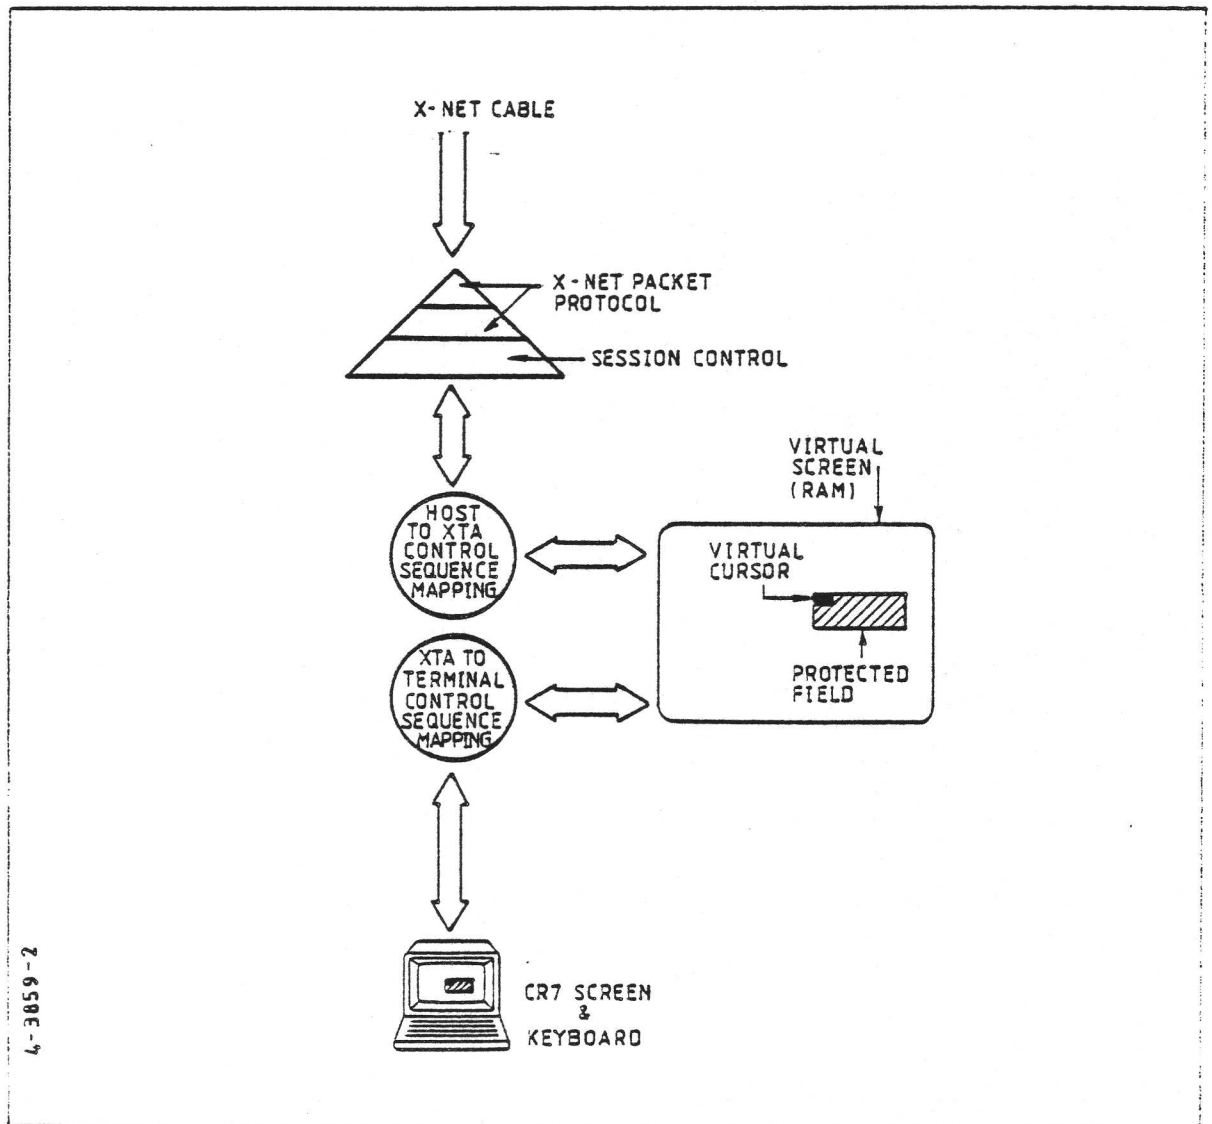 X-NET CABLE
X-NET PACKET
PROTOCOL
SESSION CONTROL
VIRTUAL
SCREEN
(RAM)
HOST
TO XTA
CONTROL
SEQUENCE
MAPPING
VIRTUAL
CURSOR
XTA TO
TERMINAL
CONTROL
SEQUENCE
MAPPING
PROTECTED
FIELD
CR7 SCREEN
&
KEYBOARD
4-3859-2